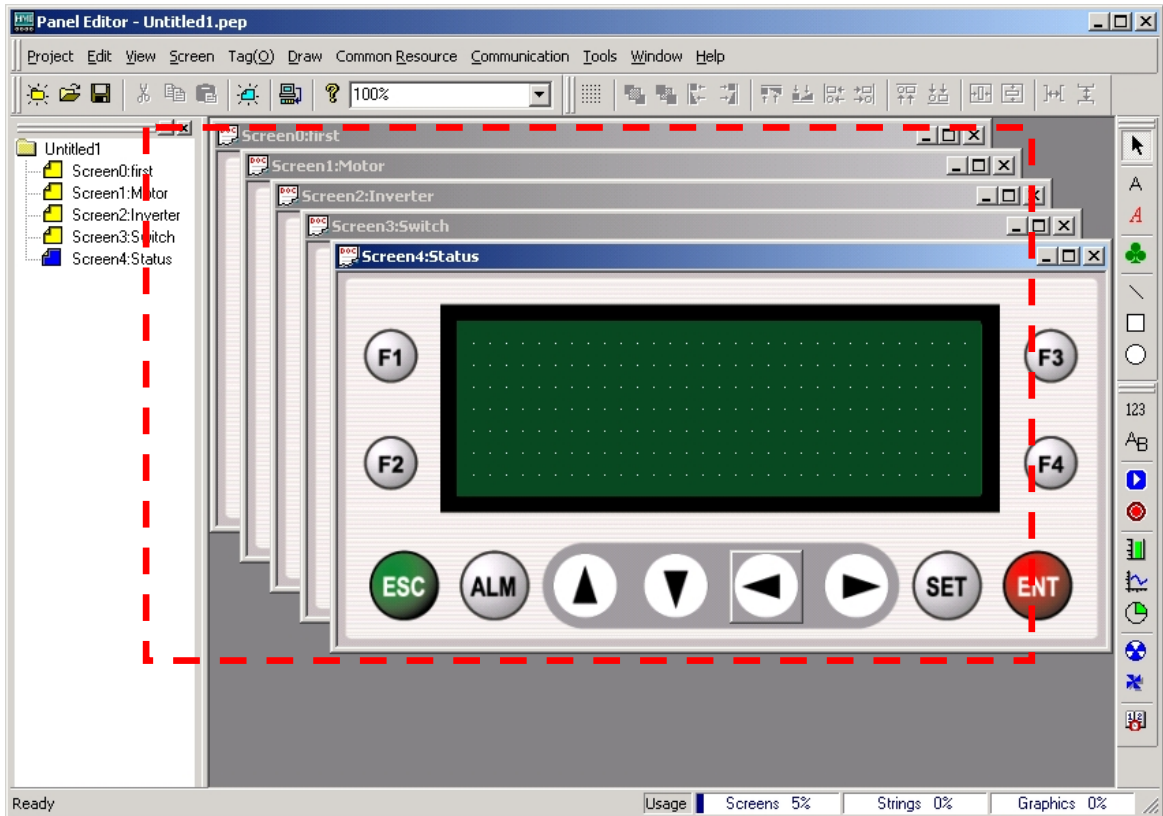 Panel Editor - Untitled1.pep
Project Edit View Screen Tag(O) Draw Common Resource Communication Tools Window Help
100%
Untitled1
Screen0:first
Screen1:Motor
Screen2:Inverter
Screen3:Switch
Screen4:Status
Screen0:first
Screen1:Motor
Screen2:Inverter
Screen3:Switch
Screen4:Status
F1
F3
F2
F4
ESC ALM SET ENT
A
A
123
AB
Ready Usage Screens 5% Strings 0% Graphics 0%